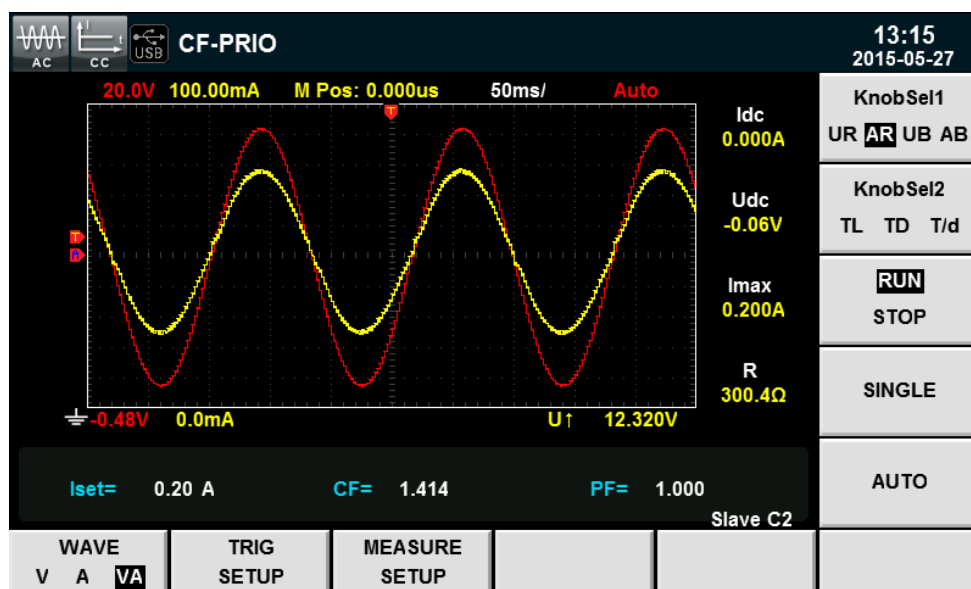 AC CC USB CF-PRIO 13:15
2015-05-27
20.0V 100.00mA M Pos: 0.000us 50ms/ Auto
T
Idc
0.000A
Udc
-0.06V
Imax
0.200A
R
300.4Ω
T
A
-0.48V 0.0mA U↑ 12.320V
Iset= 0.20 A CF= 1.414 PF= 1.000
Slave C2
KnobSel1
UR AR UB AB
KnobSel2
TL TD T/d
RUN
STOP
SINGLE
AUTO
WAVE
V A VA
TRIG
SETUP
MEASURE
SETUP